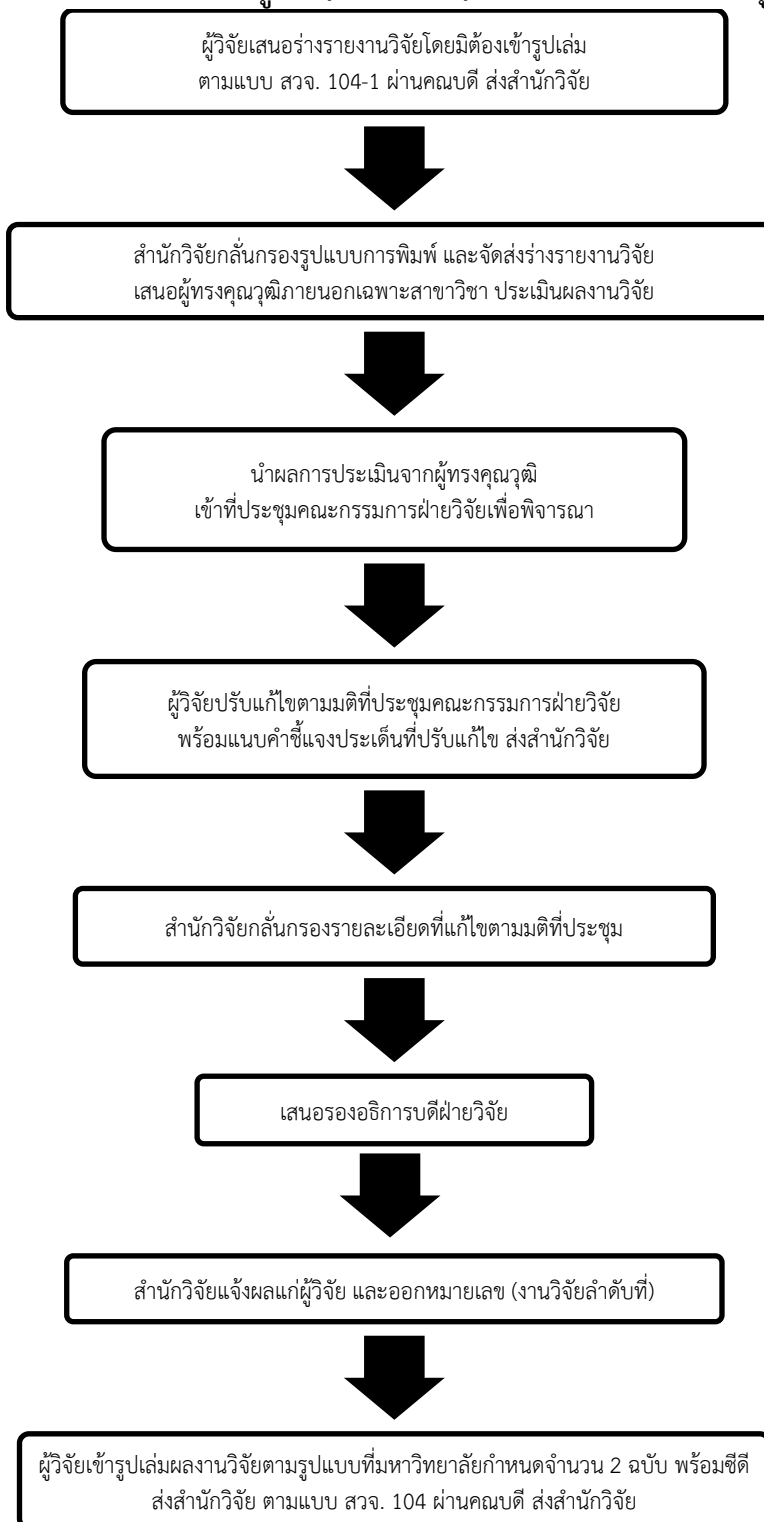 ผู้วิจัยเสนอร่างรายงานวิจัยโดยมิต้องเข้ารูปเล่ม
ตามแบบ สวจ. 104-1 ผ่านคณบดี ส่งสำนักวิจัย
สำนักวิจัยกลั่นกรองรูปแบบการพิมพ์ และจัดส่งร่างรายงานวิจัย
เสนอผู้ทรงคุณวุฒิภายนอกเฉพาะสาขาวิชา ประเมินผลงานวิจัย
นำผลการประเมินจากผู้ทรงคุณวุฒิ
เข้าที่ประชุมคณะกรรมการฝ่ายวิจัยเพื่อพิจารณา
ผู้วิจัยปรับแก้ไขตามมติที่ประชุมคณะกรรมการฝ่ายวิจัย
พร้อมแนบคำชี้แจงประเด็นที่ปรับแก้ไข ส่งสำนักวิจัย
สำนักวิจัยกลั่นกรองรายละเอียดที่แก้ไขตามมติที่ประชุม
เสนอรองอธิการบดีฝ่ายวิจัย
สำนักวิจัยแจ้งผลแก่ผู้วิจัย และออกหมายเลข (งานวิจัยลำดับที่)
ผู้วิจัยเข้ารูปเล่มผลงานวิจัยตามรูปแบบที่มหาวิทยาลัยกำหนดจำนวน 2 ฉบับ พร้อมซีดี
ส่งสำนักวิจัย ตามแบบ สวจ. 104 ผ่านคณบดี ส่งสำนักวิจัย